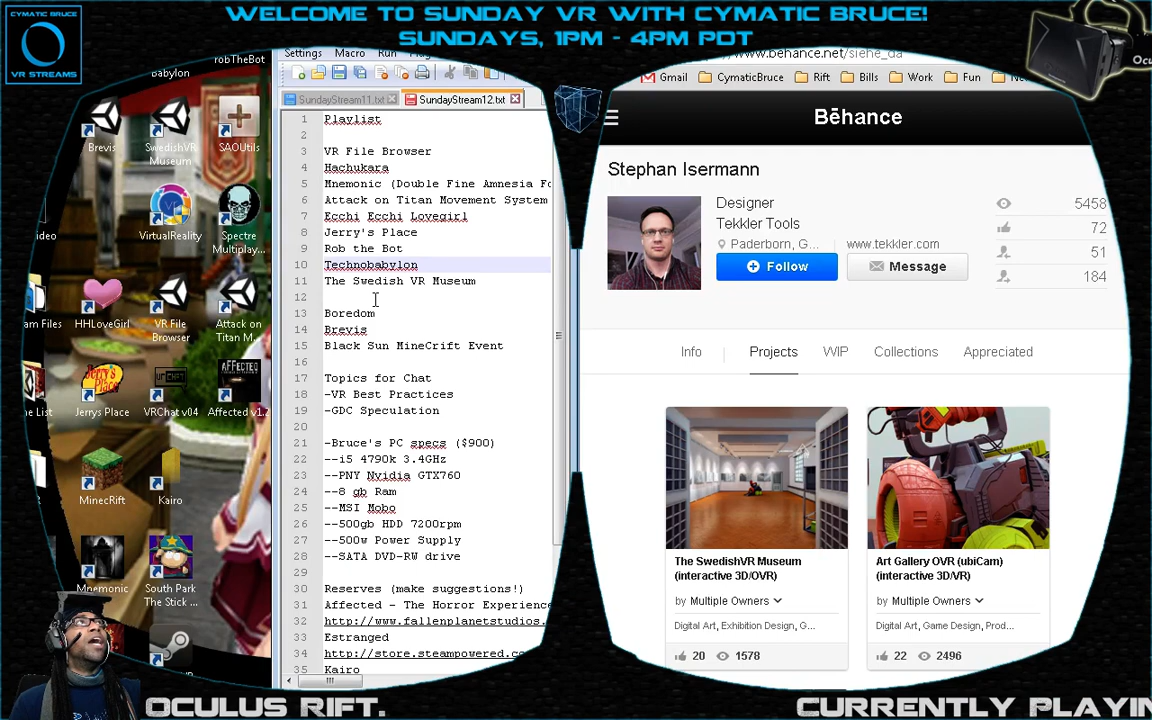 WELCOME TO SUNDAY VR WITH CYMATIC BRUCE!
SUNDAYS, 1PM - 4PM PDT
CYMATIC BRUCE
VR STREAMS
robTheBot
babylon
Brevis
SwedishVR
Museum
SAOUtils
VirtualReality
Spectre
Multiplay...
HHLoveGirl
VR File
Browser
Attack on
Titan M...
Jerry's
Place
AFFECTED
Jerrys Place
VRChat v04
Affected v1.2
MinecRift
Kairo
Mnemonic
South Park
The Stick ...
Settings Macro Run
SundayStream11.txt
SundayStream12.txt
1 Playlist
2
3 VR File Browser
4 Hachukara
5 Mnemonic (Double Fine Amnesia Fo
6 Attack on Titan Movement System
7 Ecchi Ecchi Lovegirl
8 Jerry's Place
9 Rob the Bot
10 Technobabylon
11 The Swedish VR Museum
12
13 Boredom
14 Brevis
15 Black Sun MineCrift Event
16
17 Topics for Chat
18 -VR Best Practices
19 -GDC Speculation
20
21 -Bruce's PC specs ($900)
22 --i5 4790k 3.4GHz
23 --PNY Nvidia GTX760
24 --8 gb Ram
25 --MSI Mobo
26 --500gb HDD 7200rpm
27 --500w Power Supply
28 --SATA DVD-RW drive
29
30 Reserves (make suggestions!)
31 Affected - The Horror Experience
32 http://www.fallenplanetstudios.
33 Estranged
34 http://store.steampowered.co
35 Kairo
www.behance.net/siehe_da
Gmail CymaticBruce Rift Bills Work Fun
Bēhance
Stephan Isermann
Designer
Tekkler Tools
Paderborn, G... www.tekkler.com
Follow
Message
5458
72
51
184
Info Projects WIP Collections Appreciated
The SwedishVR Museum
(interactive 3D/OVR)
by Multiple Owners
Digital Art, Exhibition Design, G...
20 1578
Art Gallery OVR (ubiCam)
(interactive 3D/VR)
by Multiple Owners
Digital Art, Game Design, Prod...
22 2496
OCULUS RIFT.
CURRENTLY PLAYIN